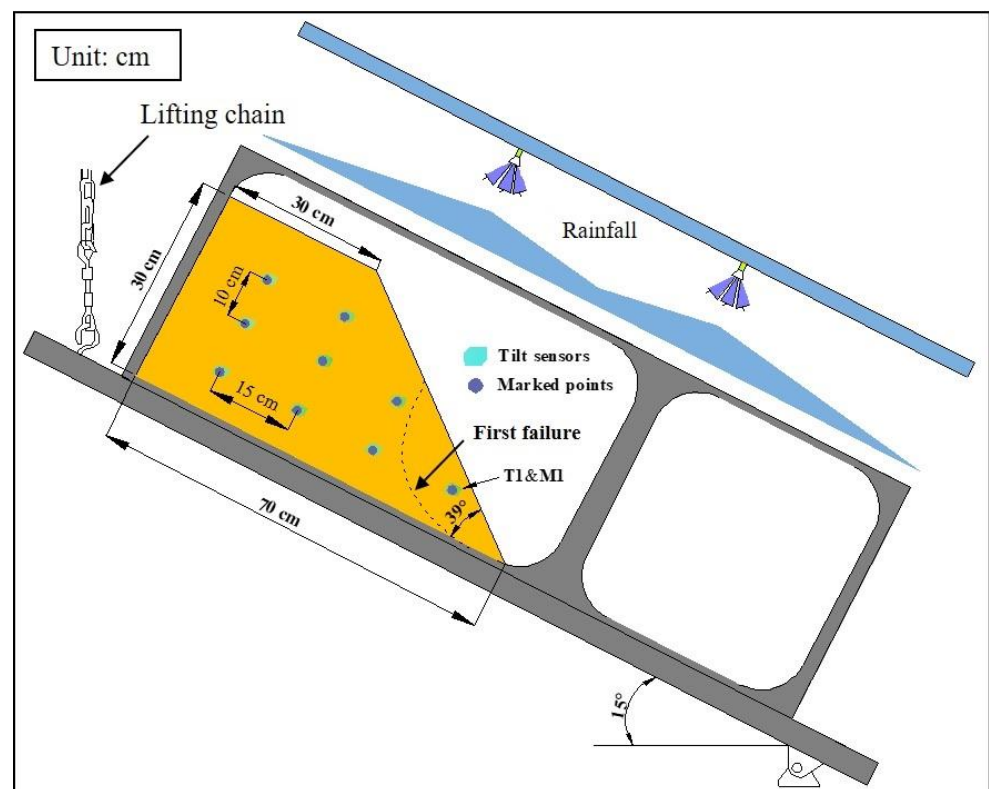 Unit: cm
Lifting chain
30 cm
Rainfall
30 cm
10 cm
Tilt sensors
Marked points
15 cm
First failure
T1&M1
39°
70 cm
15°